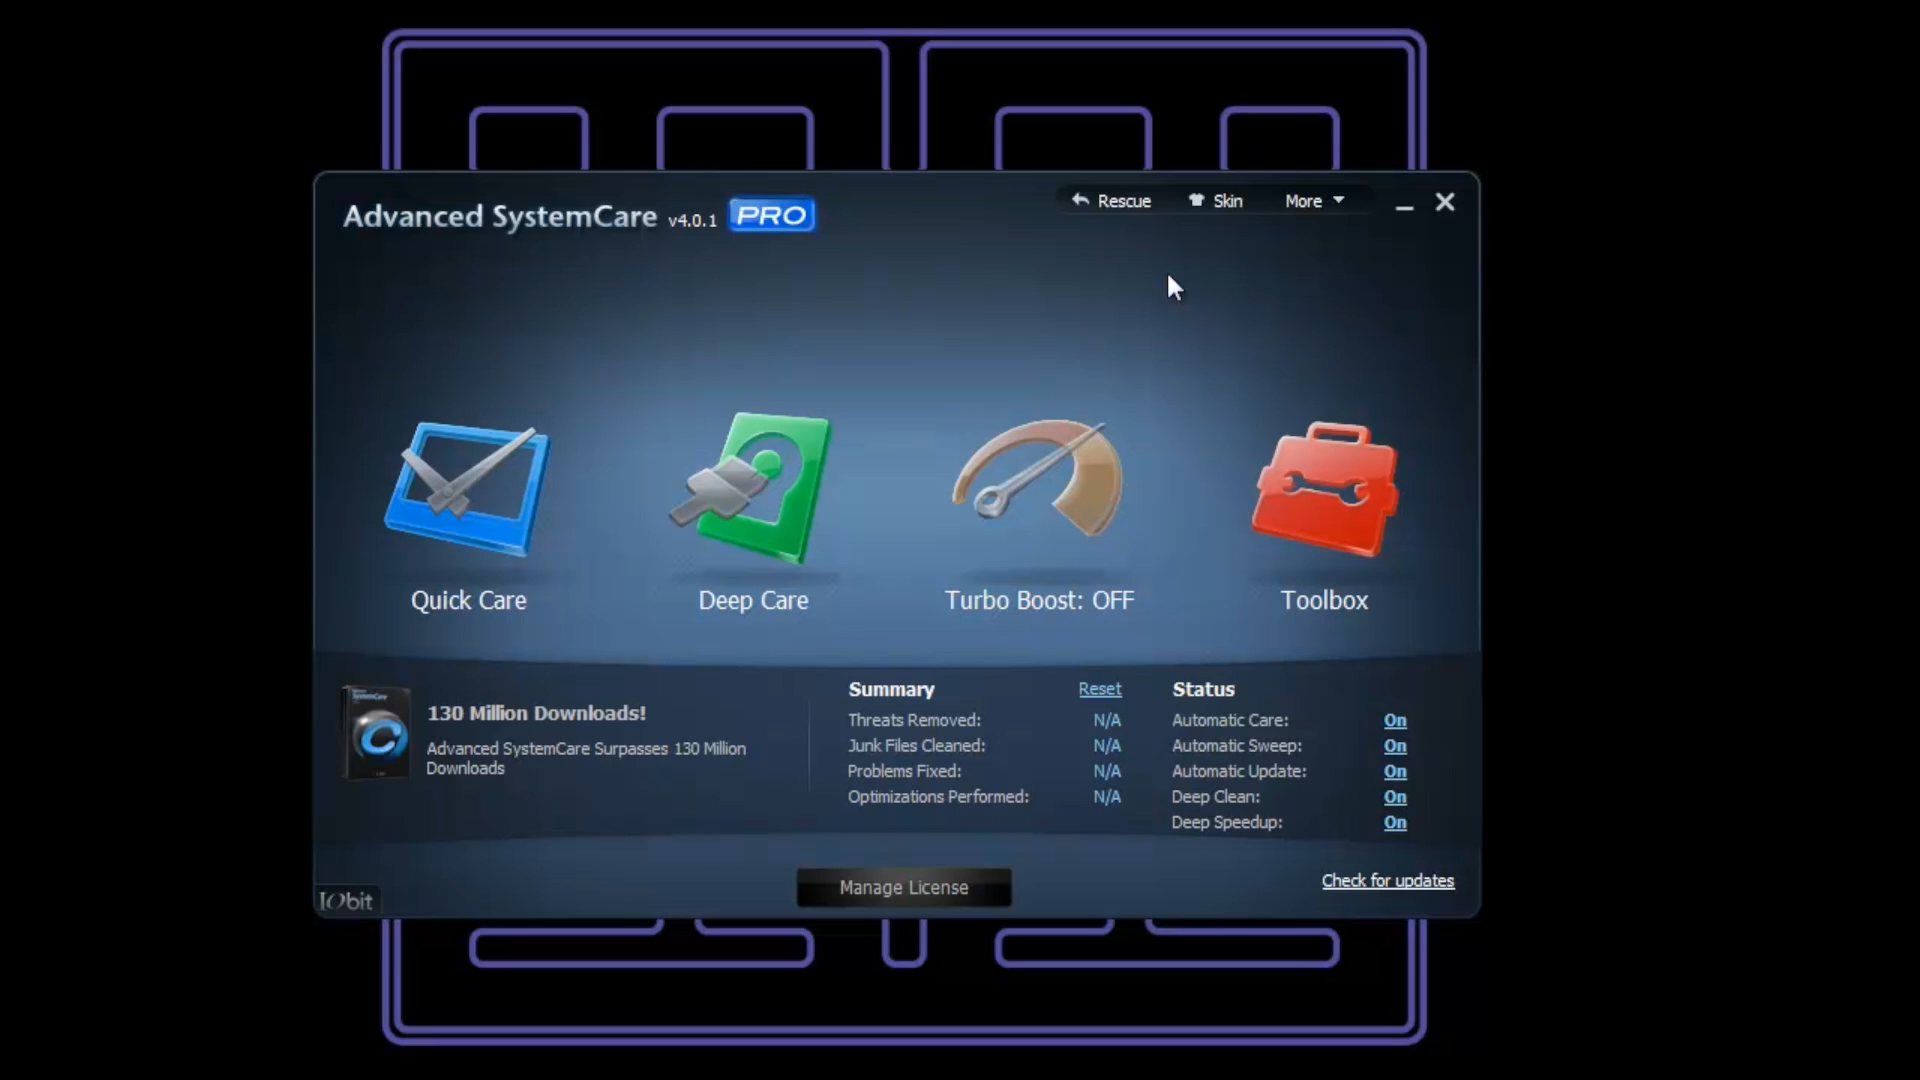 Advanced SystemCare v4.0.1 PRO
Rescue Skin More
Quick Care
Deep Care
Turbo Boost: OFF
Toolbox
130 Million Downloads!
Advanced SystemCare Surpasses 130 Million
Downloads
Summary Reset
Threats Removed: N/A
Junk Files Cleaned: N/A
Problems Fixed: N/A
Optimizations Performed: N/A
Status
Automatic Care: On
Automatic Sweep: On
Automatic Update: On
Deep Clean: On
Deep Speedup: On
Manage License
Check for updates
IObit